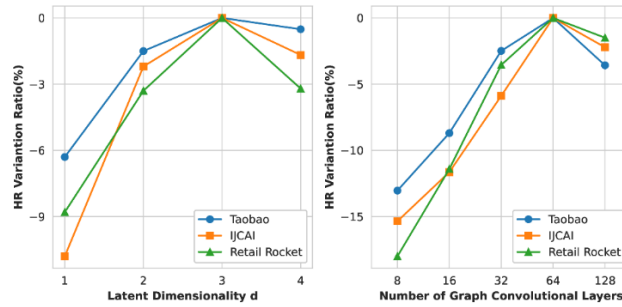 HR Variantion Ratio(%)
0
−3
−6
−9
Taobao
IJCAI
Retail Rocket
1 2 3 4
Latent Dimensionality d
HR Variantion Ratio(%)
0
−5
−10
−15
Taobao
IJCAI
Retail Rocket
8 16 32 64 128
Number of Graph Convolutional Layers